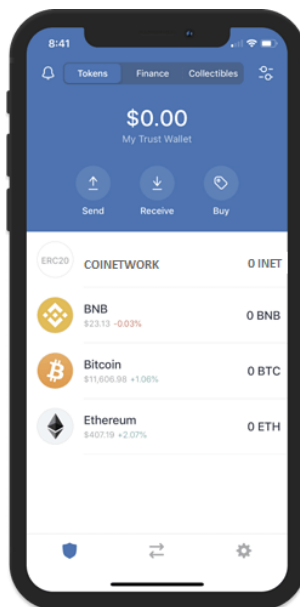 8:41
Tokens Finance Collectibles
$0.00
My Trust Wallet
Send Receive Buy
ERC20 COINETWORK 0 INET
BNB 0 BNB
$23.13 -0.03%
Bitcoin 0 BTC
$11,606.98 +1.06%
Ethereum 0 ETH
$407.19 +2.07%